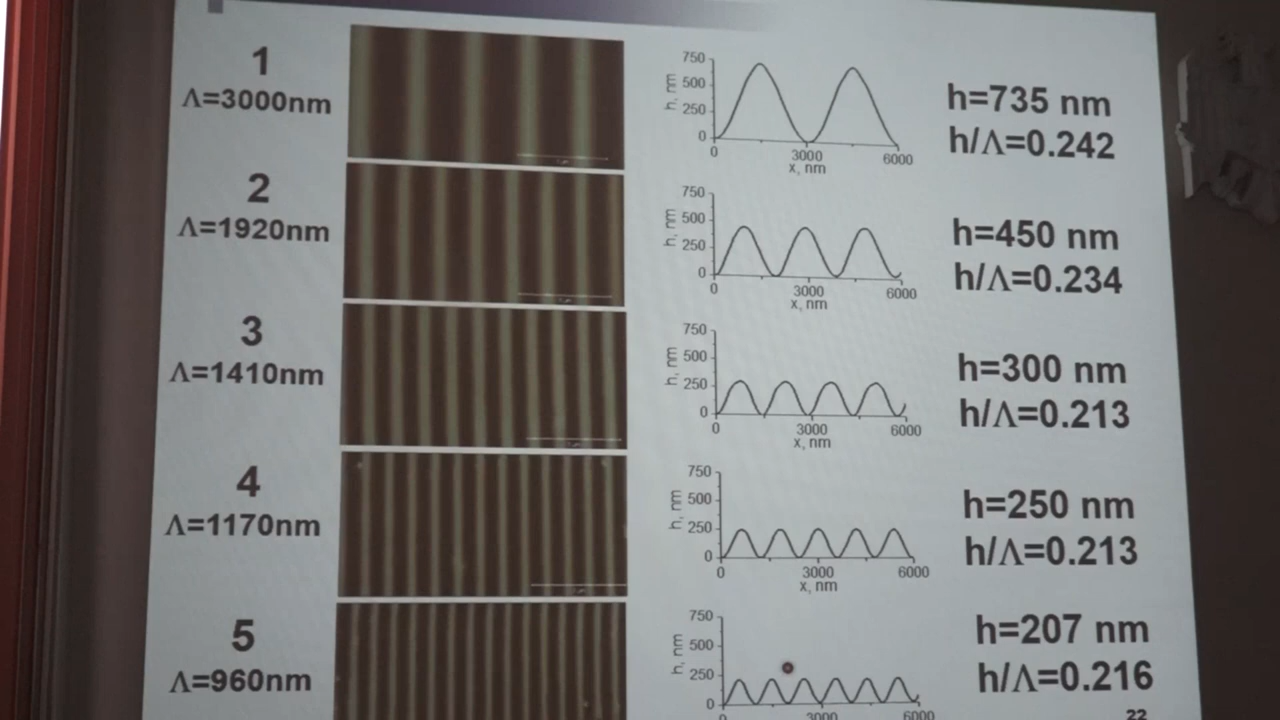 1
Λ=3000nm
750
500
250
0
h, nm
0
3000
6000
x, nm
h=735 nm
h/Λ=0.242
2
Λ=1920nm
750
500
250
0
h, nm
0
3000
6000
x, nm
h=450 nm
h/Λ=0.234
3
Λ=1410nm
750
500
250
0
h, nm
0
3000
6000
x, nm
h=300 nm
h/Λ=0.213
4
Λ=1170nm
750
500
250
0
h, nm
0
3000
6000
x, nm
h=250 nm
h/Λ=0.213
5
Λ=960nm
750
500
250
0
h, nm
0
3000
6000
h=207 nm
h/Λ=0.216
22